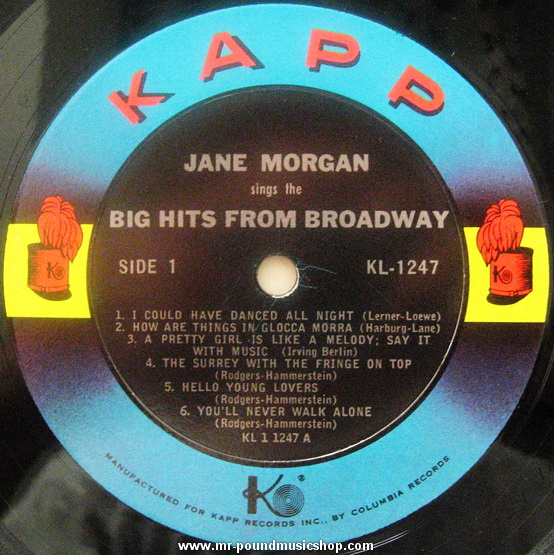 KAPP
JANE MORGAN
sings the
BIG HITS FROM BROADWAY
SIDE 1 KL-1247
1. I COULD HAVE DANCED ALL NIGHT (Lerner-Loewe)
2. HOW ARE THINGS IN GLOCCA MORRA (Harburg-Lane)
3. A PRETTY GIRL IS LIKE A MELODY; SAY IT
WITH MUSIC (Irving Berlin)
4. THE SURREY WITH THE FRINGE ON TOP
(Rodgers-Hammerstein)
5. HELLO YOUNG LOVERS
(Rodgers-Hammerstein)
6. YOU'LL NEVER WALK ALONE
(Rodgers-Hammerstein)
KL 1 1247 A
K ®
MANUFACTURED FOR KAPP RECORDS INC., BY COLUMBIA RECORDS
www.mr-poundmusicshop.com